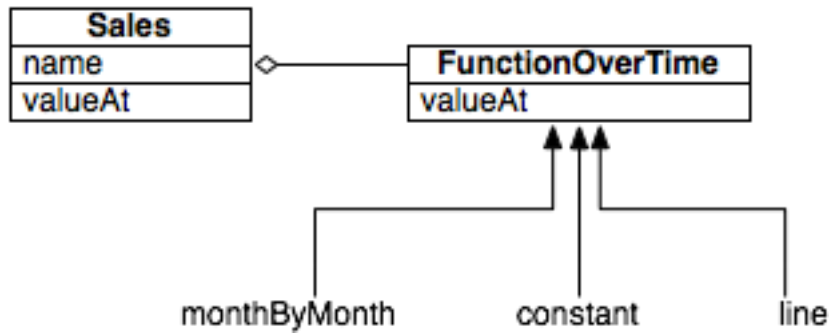 Sales
name
valueAt
FunctionOverTime
valueAt
monthByMonth
constant
line